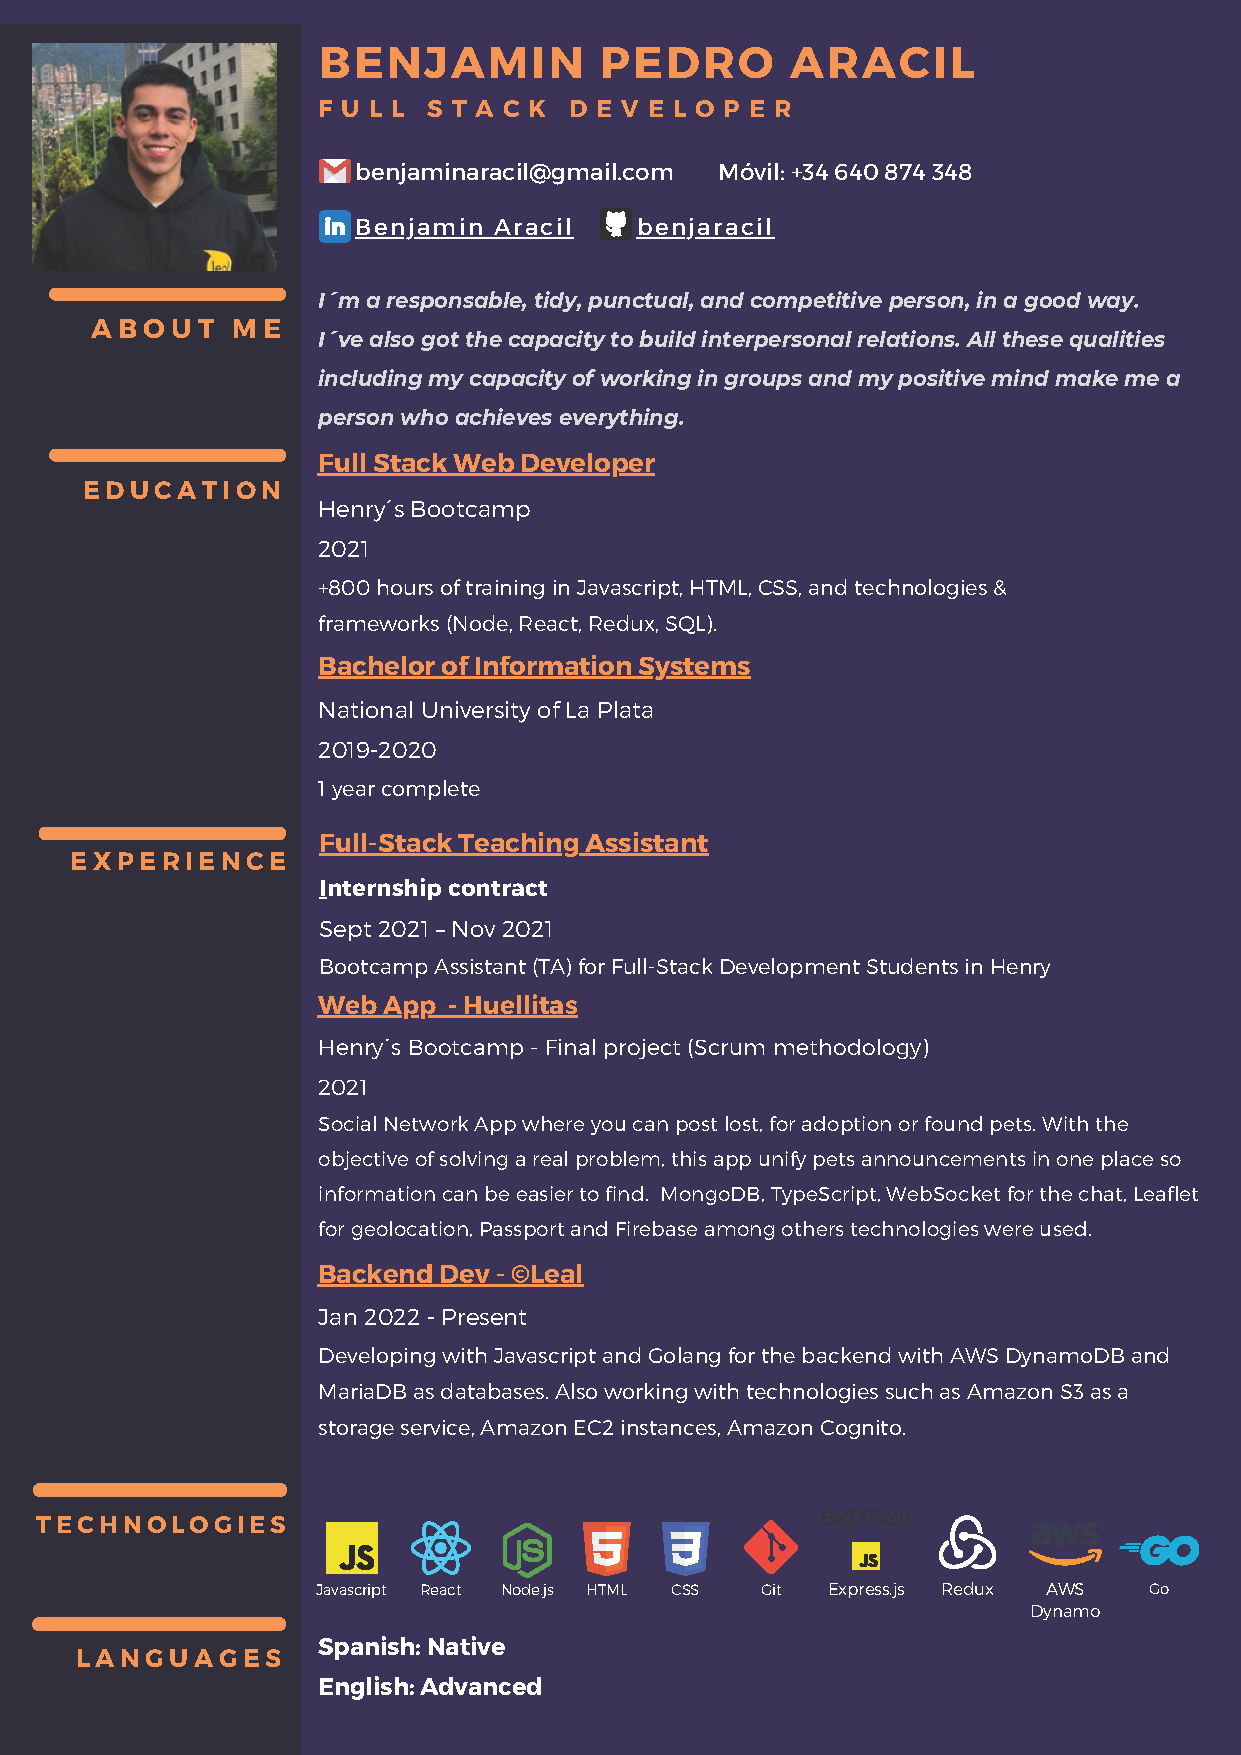 BENJAMIN PEDRO ARACIL
FULL STACK DEVELOPER
benjaminaracil@gmail.com Móvil: +34 640 874 348
in Benjamin Aracil benjaracil
leal
ABOUT ME
I´m a responsable, tidy, punctual, and competitive person, in a good way.
I´ve also got the capacity to build interpersonal relations. All these qualities
including my capacity of working in groups and my positive mind make me a
person who achieves everything.
EDUCATION
Full Stack Web Developer
Henry´s Bootcamp
2021
+800 hours of training in Javascript, HTML, CSS, and technologies &
frameworks (Node, React, Redux, SQL).
Bachelor of Information Systems
National University of La Plata
2019-2020
1 year complete
EXPERIENCE
Full-Stack Teaching Assistant
Internship contract
Sept 2021 – Nov 2021
Bootcamp Assistant (TA) for Full-Stack Development Students in Henry
Web App - Huellitas
Henry´s Bootcamp - Final project (Scrum methodology)
2021
Social Network App where you can post lost, for adoption or found pets. With the
objective of solving a real problem, this app unify pets announcements in one place so
information can be easier to find. MongoDB, TypeScript, WebSocket for the chat, Leaflet
for geolocation, Passport and Firebase among others technologies were used.
Backend Dev - ©Leal
Jan 2022 - Present
Developing with Javascript and Golang for the backend with AWS DynamoDB and
MariaDB as databases. Also working with technologies such as Amazon S3 as a
storage service, Amazon EC2 instances, Amazon Cognito.
TECHNOLOGIES
JS JS 5 3 express JS aws GO
Javascript React Node.js HTML CSS Git Express.js Redux AWS Go
Dynamo
LANGUAGES
Spanish: Native
English: Advanced